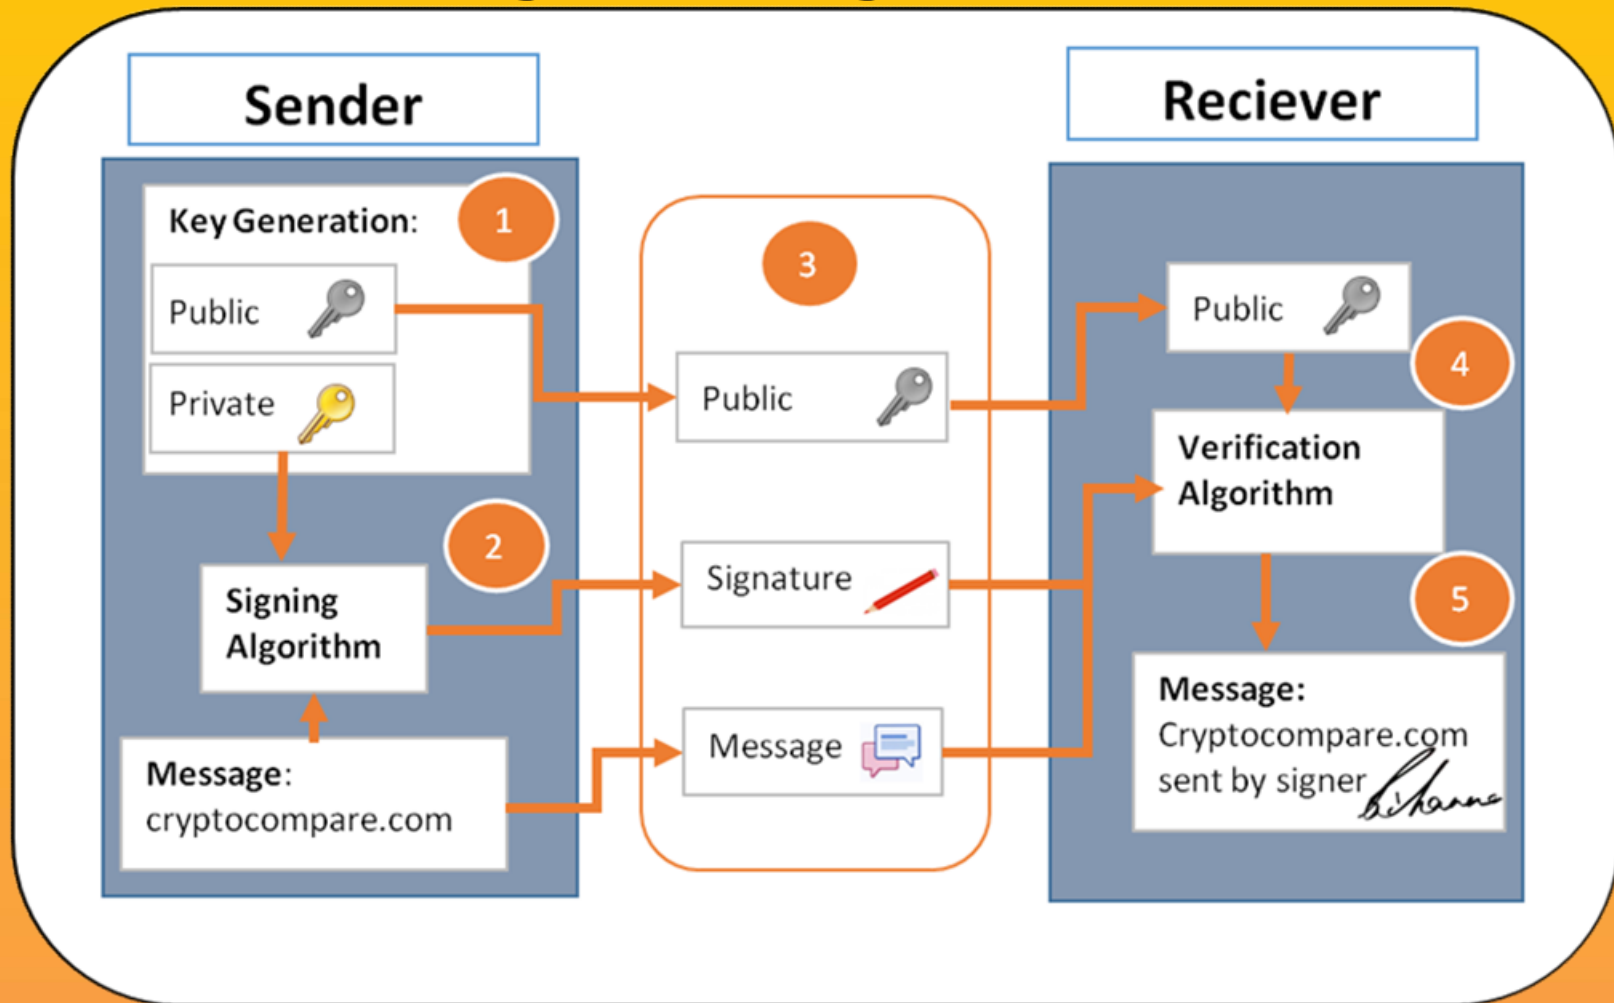 Sender
Reciever
Key Generation:
1
Public
Private
2
Signing
Algorithm
Message:
cryptocompare.com
3
Public
Signature
Message
Public
4
Verification
Algorithm
5
Message:
Cryptocompare.com
sent by signer